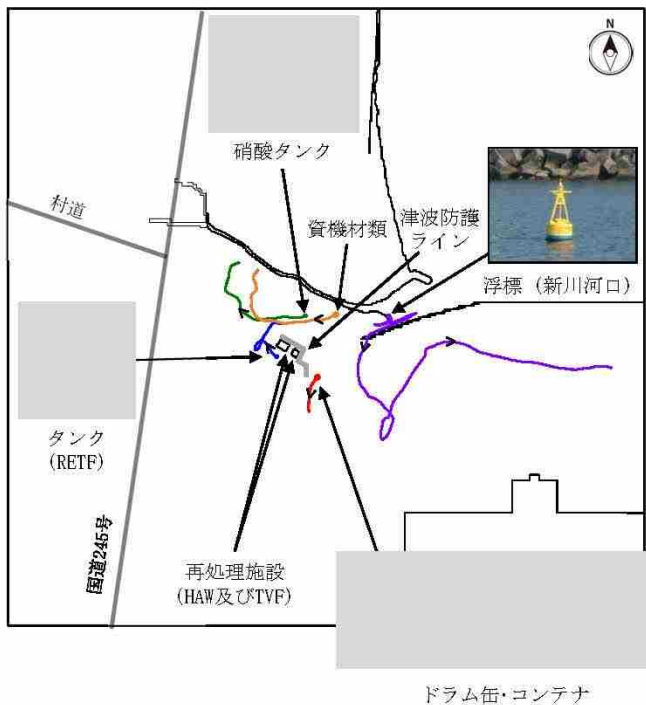 N
硝酸タンク
村道
資機材類
津波防護
ライン
浮標（新川河口）
タンク
(RETF)
国道245号
再処理施設
(HAW及びTVF)
ドラム缶・コンテナ